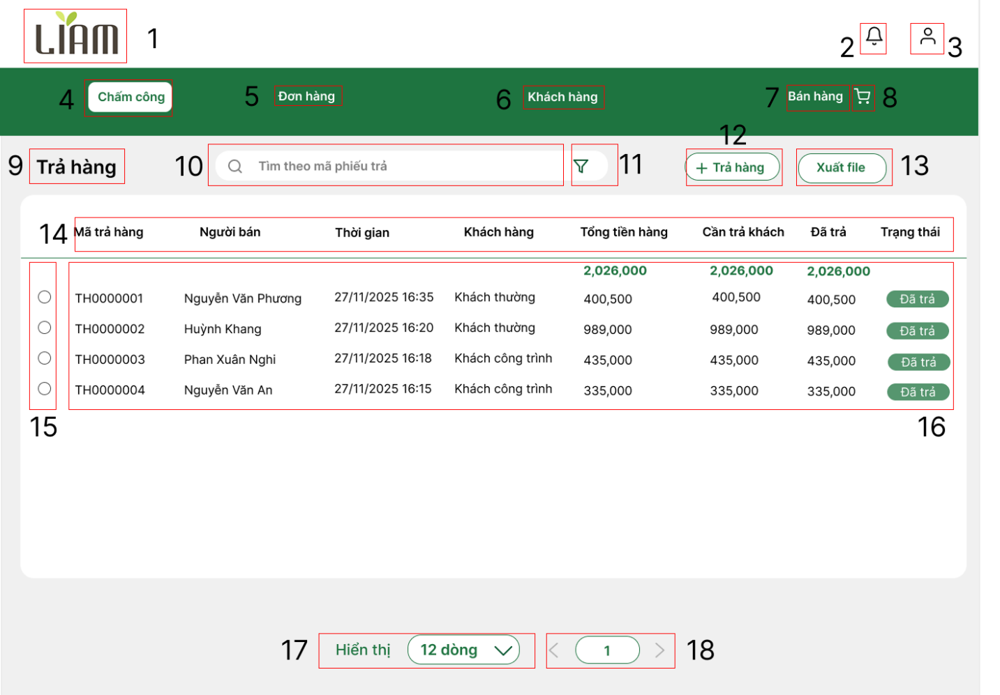 LIAM 1
2 3
4 Chấm công 5 Đơn hàng 6 Khách hàng 7 Bán hàng 8
9 Trả hàng 10 Tìm theo mã phiếu trả 11 12 + Trả hàng Xuất file 13
14 Mã trả hàng Người bán Thời gian Khách hàng Tổng tiền hàng Cần trả khách Đã trả Trạng thái
2,026,000 2,026,000 2,026,000
TH0000001 Nguyễn Văn Phương 27/11/2025 16:35 Khách thường 400,500 400,500 400,500 Đã trả
TH0000002 Huỳnh Khang 27/11/2025 16:20 Khách thường 989,000 989,000 989,000 Đã trả
TH0000003 Phan Xuân Nghi 27/11/2025 16:18 Khách công trình 435,000 435,000 435,000 Đã trả
TH0000004 Nguyễn Văn An 27/11/2025 16:15 Khách công trình 335,000 335,000 335,000 Đã trả
15 16
17 Hiển thị 12 dòng < 1 > 18